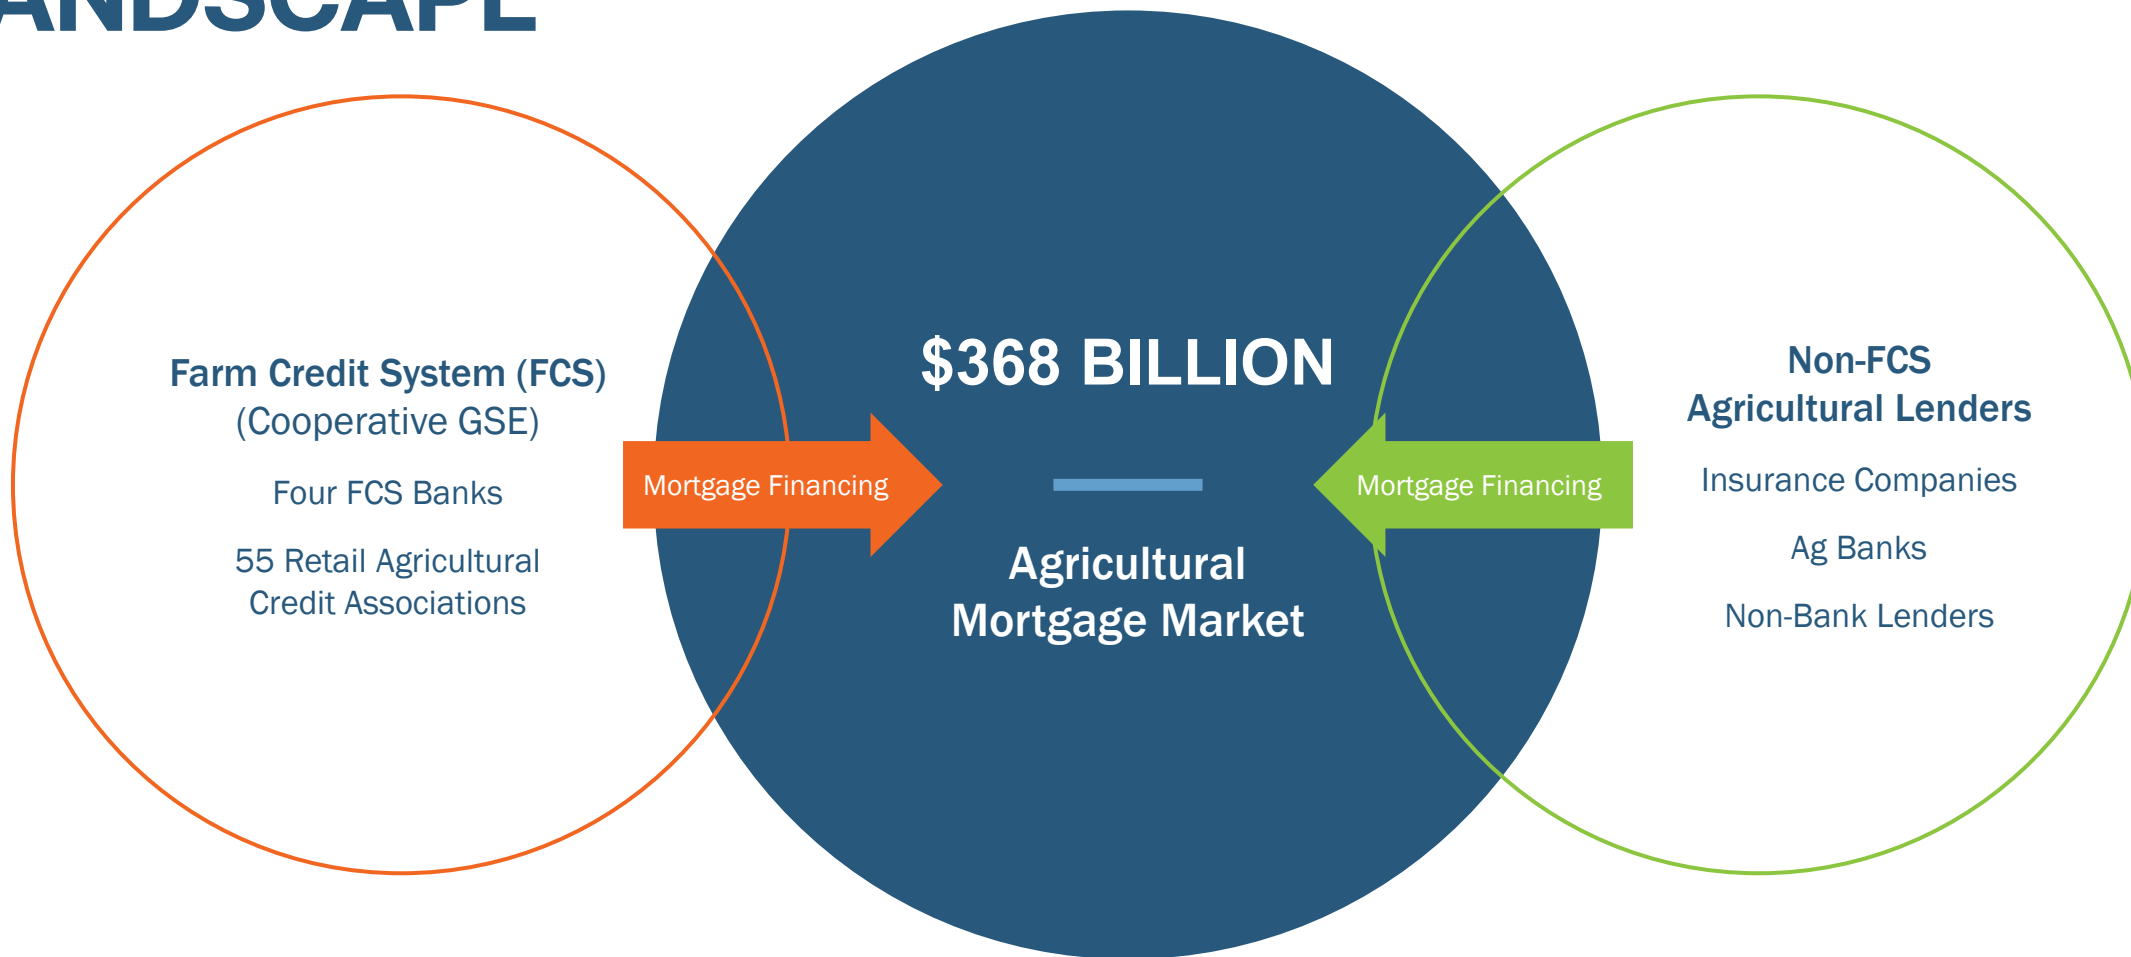 ANDSCAPE
Farm Credit System (FCS)
(Cooperative GSE)
Four FCS Banks
55 Retail Agricultural
Credit Associations
Mortgage Financing
$368 BILLION
Agricultural
Mortgage Market
Mortgage Financing
Non-FCS
Agricultural Lenders
Insurance Companies
Ag Banks
Non-Bank Lenders